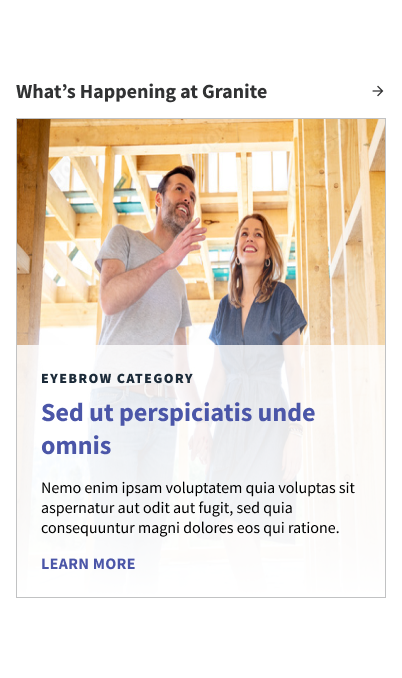 What’s Happening at Granite
EYEBROW CATEGORY
Sed ut perspiciatis unde
omnis
Nemo enim ipsam voluptatem quia voluptas sit
aspernatur aut odit aut fugit, sed quia
consequuntur magni dolores eos qui ratione.
LEARN MORE